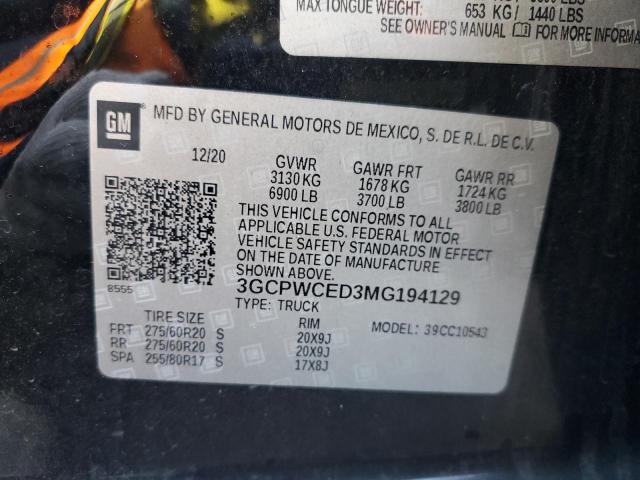 MAX TONGUE WEIGHT: 653 KG/ 1440 LBS
SEE OWNER'S MANUAL FOR MORE INFORMA
GM
MFD BY GENERAL MOTORS DE MEXICO, S. DE R.L. DE C.V.
12/20 GVWR GAWR FRT GAWR RR
3130 KG 1678 KG 1724 KG
6900 LB 3700 LB 3800 LB
THIS VEHICLE CONFORMS TO ALL
APPLICABLE U.S. FEDERAL MOTOR
VEHICLE SAFETY STANDARDS IN EFFECT
ON THE DATE OF MANUFACTURE
SHOWN ABOVE.
8555 3GCPWCED3MG194129
TYPE: TRUCK
TIRE SIZE RIM MODEL: 39CC10543
FRT 275/60R20 S 20X9J
RR 275/60R20 S 20X9J
SPA 255/80R17 S 17X8J